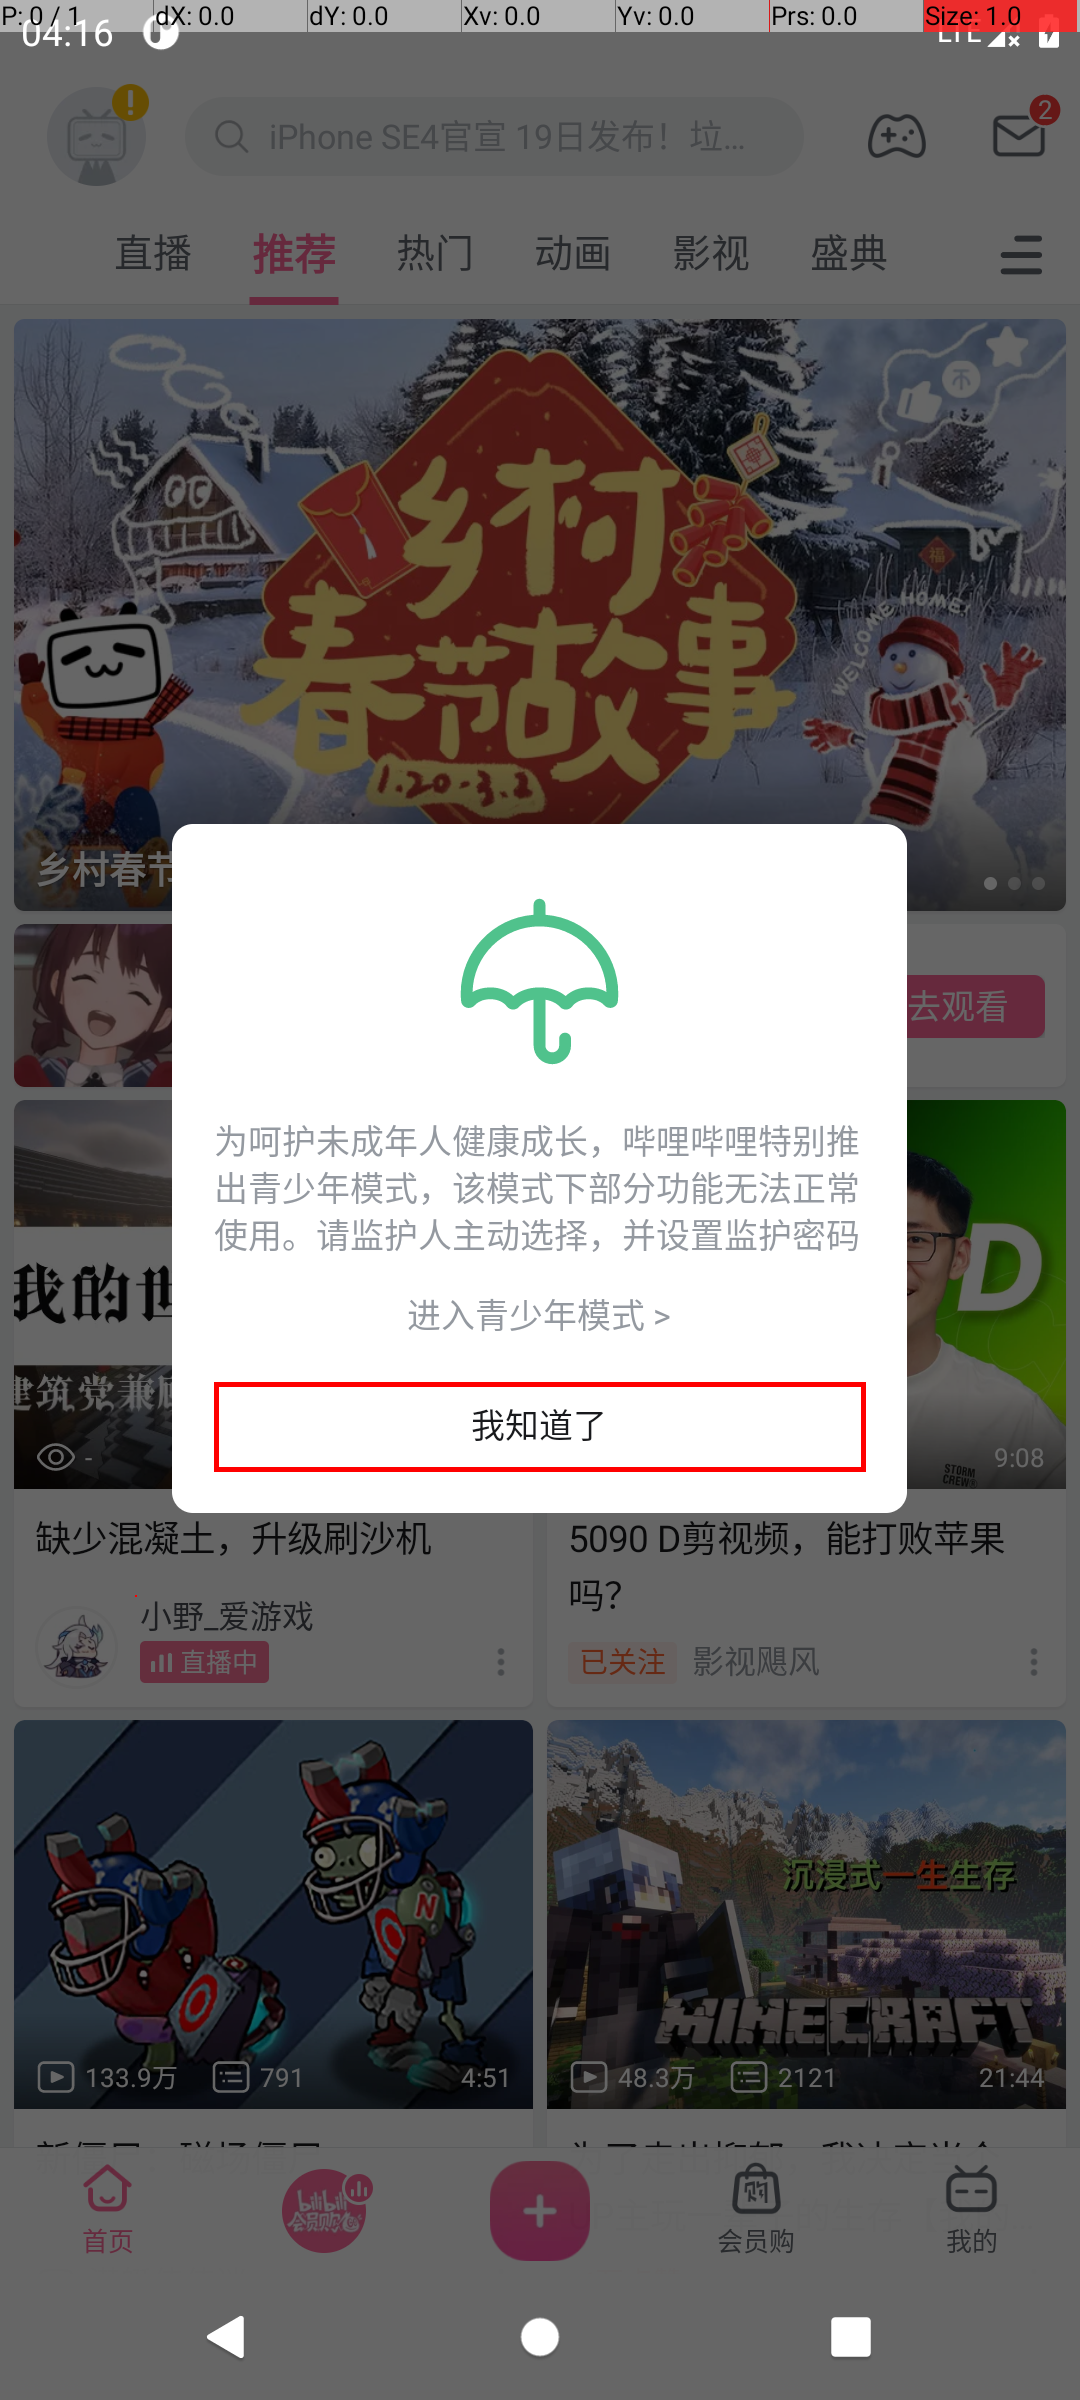 P: 0 / 1 dX: 0.0 dY: 0.0 Xv: 0.0 Yv: 0.0 Prs: 0.0 Size: 1.0
04:16 LTE
iPhone SE4官宣 19日发布！垃... 2
直播 推荐 热门 动画 影视 盛典
乡村
春节故事
福
WELCOME HOME!
乡村春节
去观看
为呵护未成年人健康成长，哔哩哔哩特别推
出青少年模式，该模式下部分功能无法正常
使用。请监护人主动选择，并设置监护密码
进入青少年模式 >
我知道了
我的世
D
建筑党兼
-
STORM
CREW
9:08
缺少混凝土，升级刷沙机
5090 D剪视频，能打败苹果
吗？
小野_爱游戏
直播中
已关注 影视飓风
N
沉浸式一生生存
MINECRAFT
133.9万 791 4:51
48.3万 2121 21:44
bilibili
会员购
首页
会员购
我的